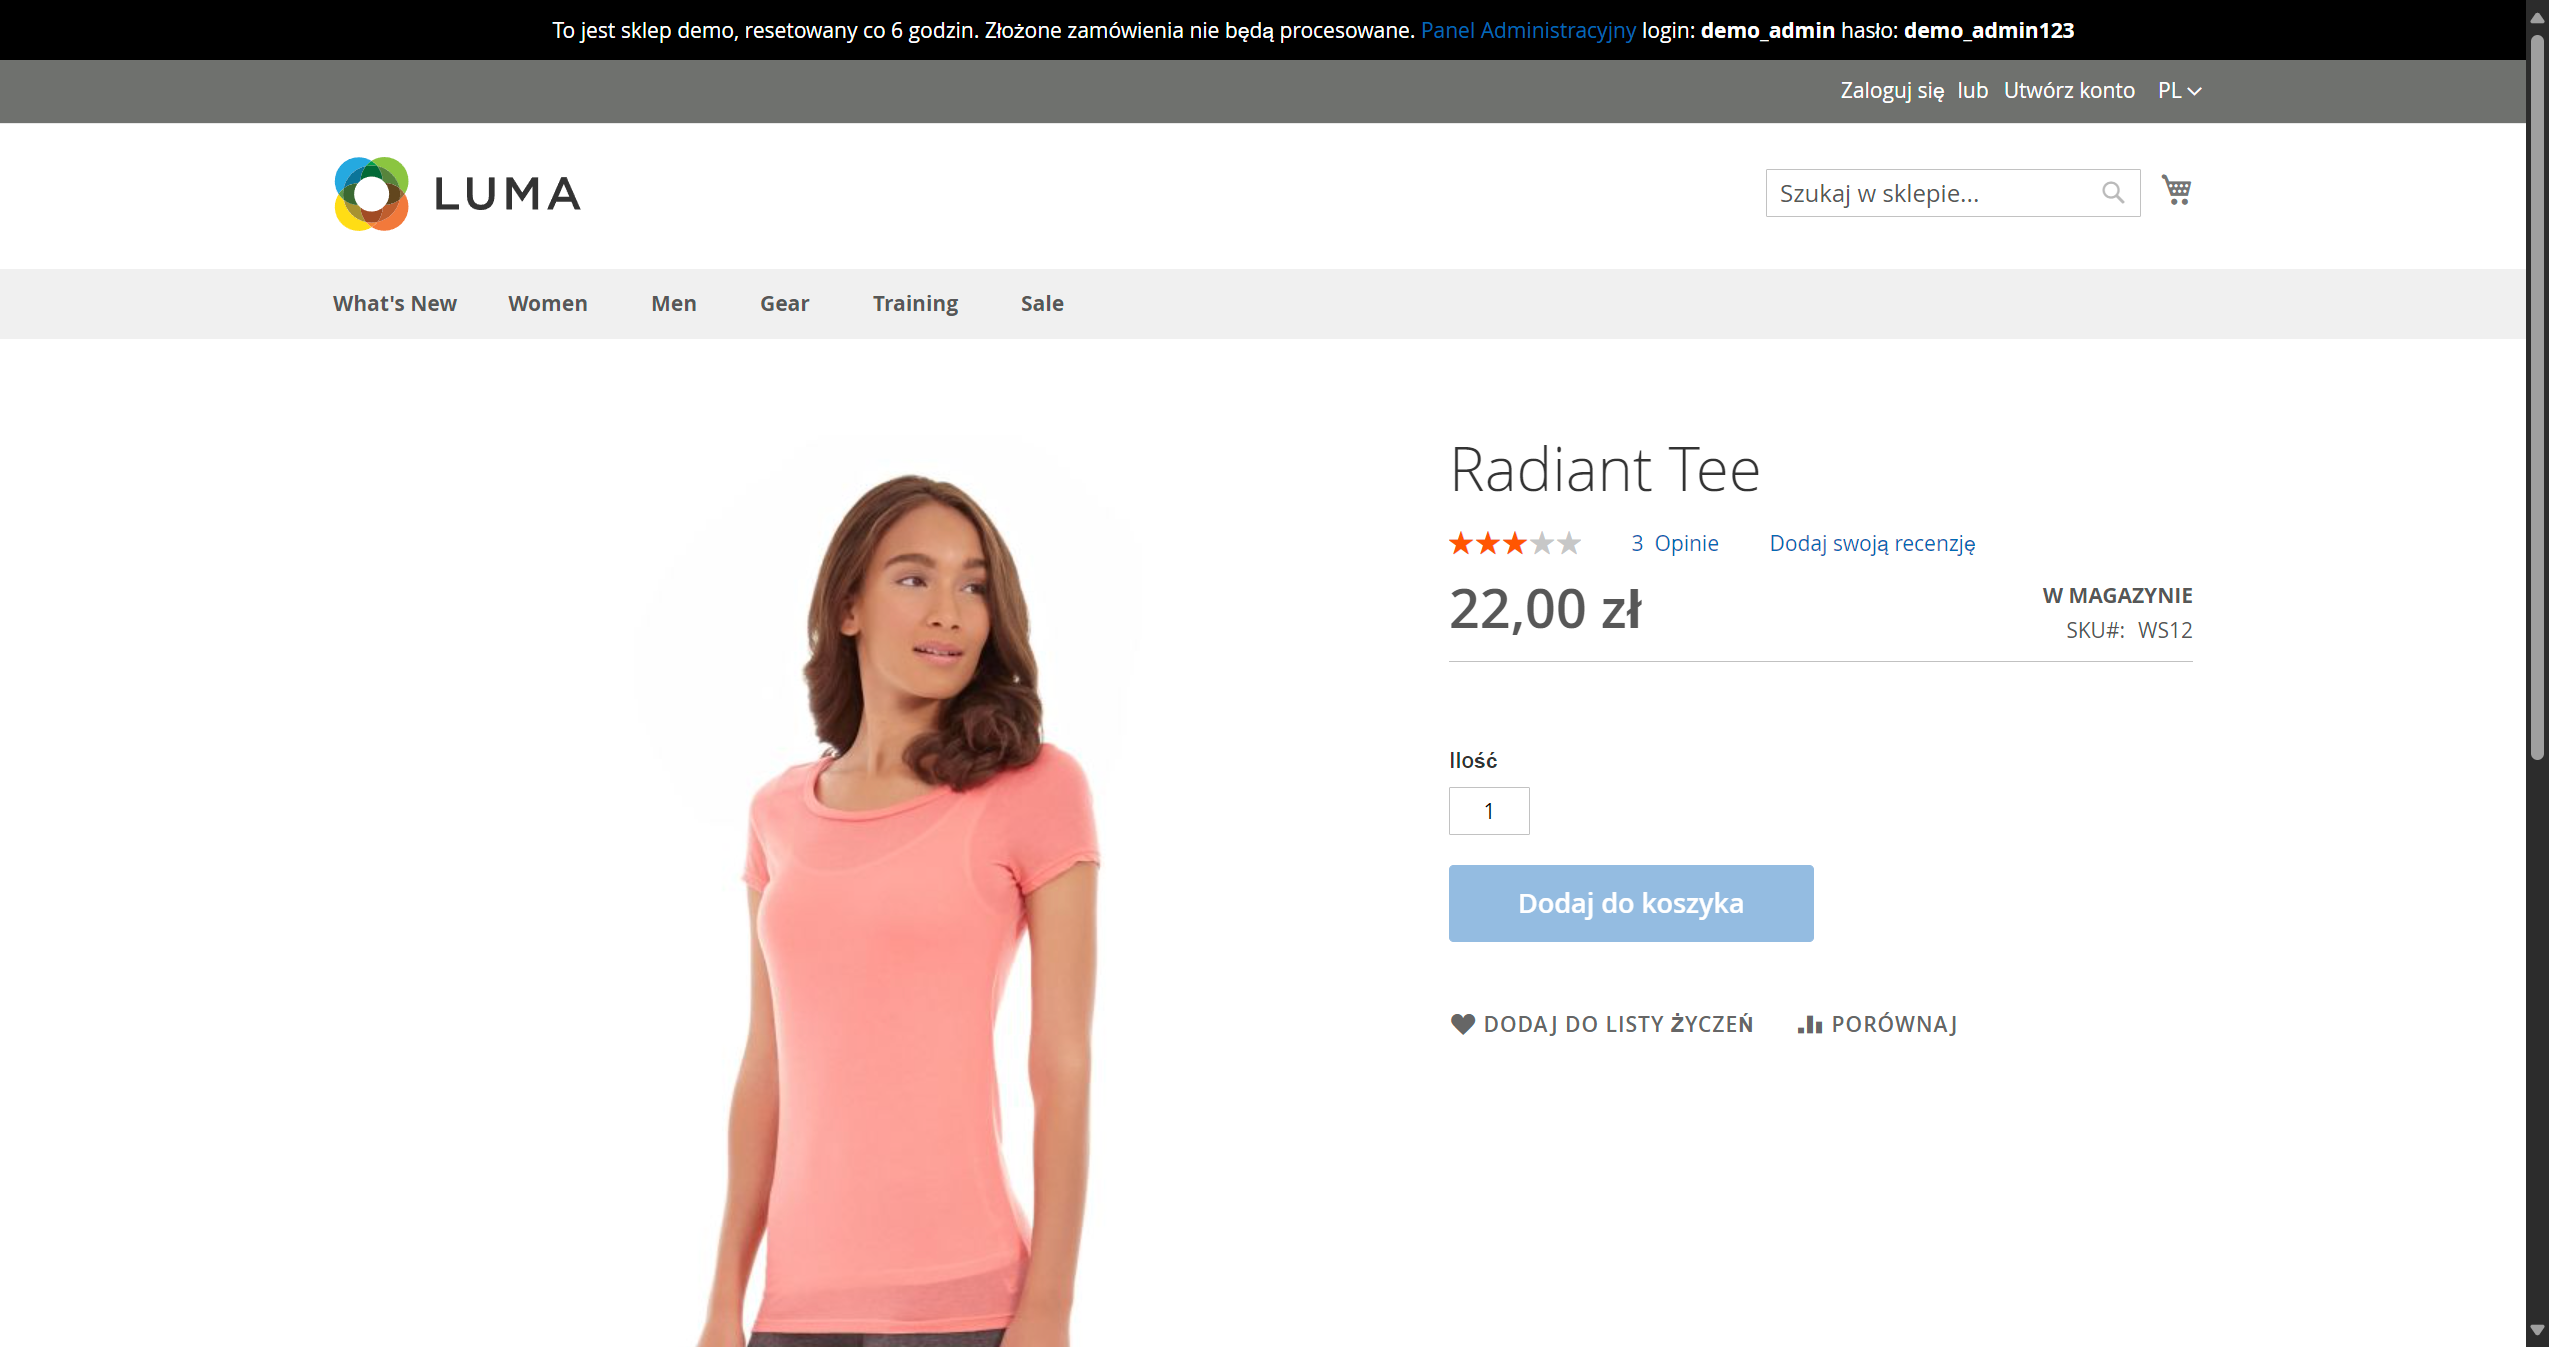 To jest sklep demo, resetowany co 6 godzin. Złożone zamówienia nie będą procesowane. Panel Administracyjny login: demo_admin hasło: demo_admin123
Zaloguj się lub Utwórz konto PL
LUMA
Szukaj w sklepie...
What's New Women Men Gear Training Sale
Radiant Tee
3 Opinie Dodaj swoją recenzję
22,00 zł
W MAGAZYNIE
SKU#: WS12
Ilość
1
Dodaj do koszyka
DODAJ DO LISTY ŻYCZEŃ PORÓWNAJ